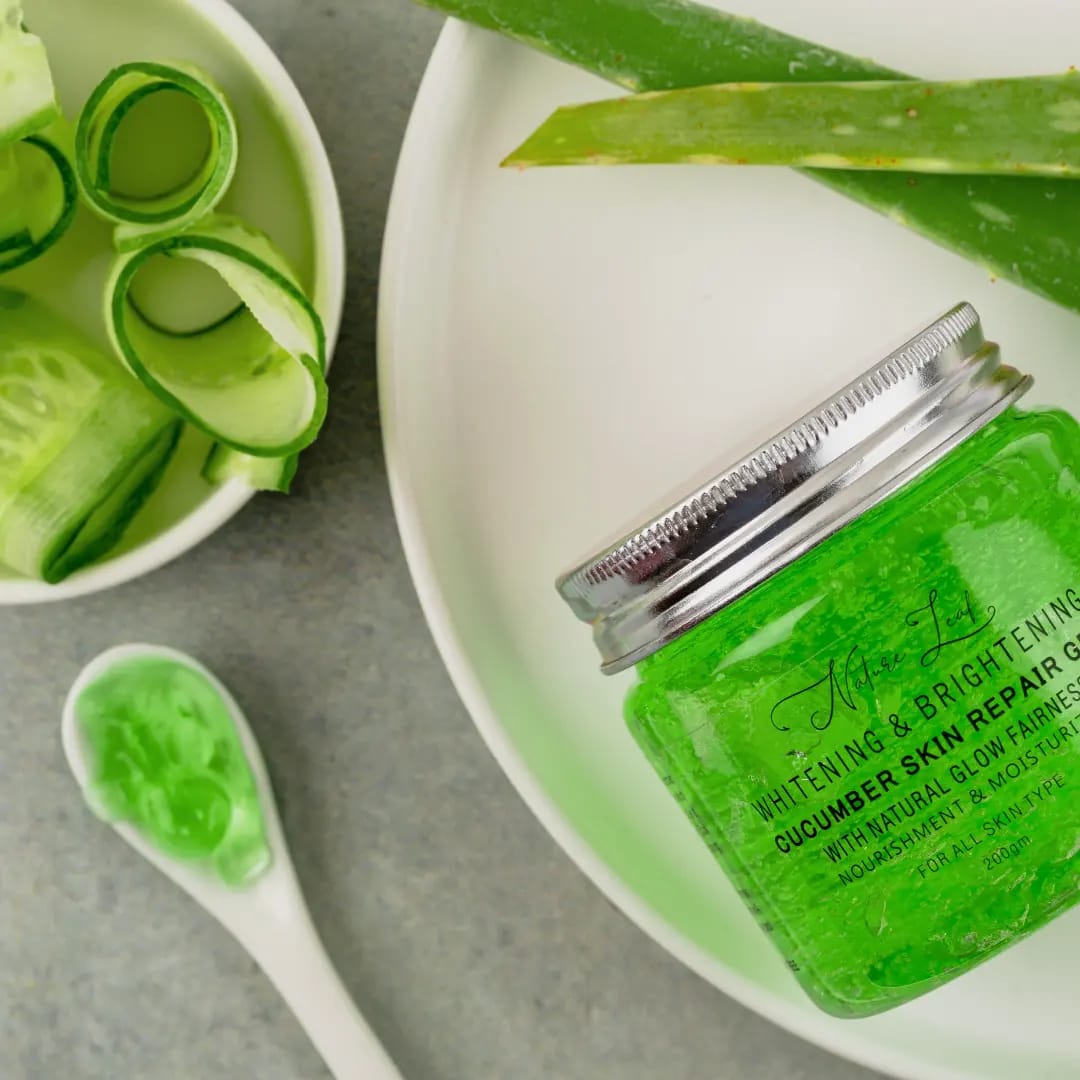 Nature Leaf
WHITENING & BRIGHTENING
CUCUMBER SKIN REPAIR G
WITH NATURAL GLOW FAIRNESS
NOURISHMENT & MOISTURI
FOR ALL SKIN TYPE
200gm